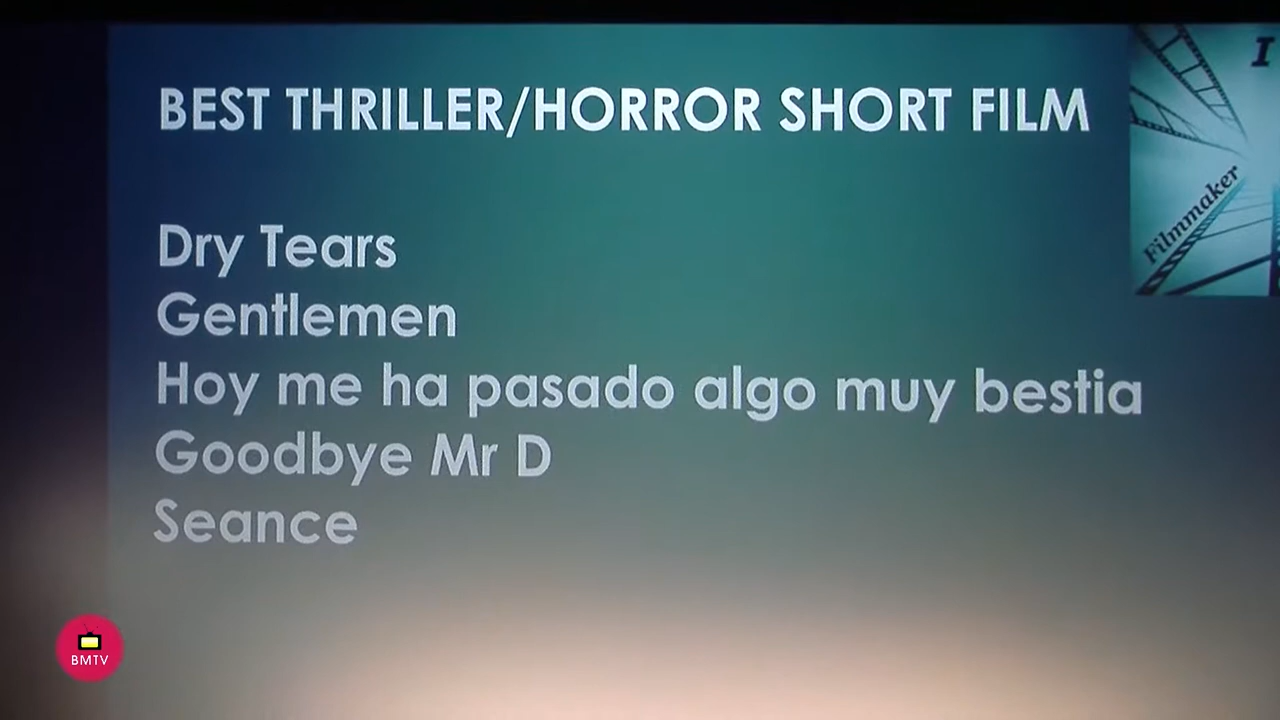 BEST THRILLER/HORROR SHORT FILM
I
Filmmaker
Dry Tears
Gentlemen
Hoy me ha pasado algo muy bestia
Goodbye Mr D
Seance
BMTV